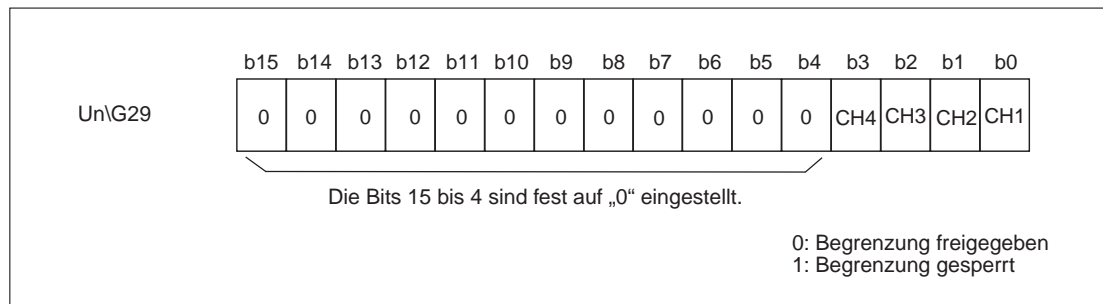 b15 b14 b13 b12 b11 b10 b9 b8 b7 b6 b5 b4 b3 b2 b1 b0
Un\G29 0 0 0 0 0 0 0 0 0 0 0 0 CH4 CH3 CH2 CH1
Die Bits 15 bis 4 sind fest auf „0“ eingestellt.
0: Begrenzung freigegeben
1: Begrenzung gesperrt